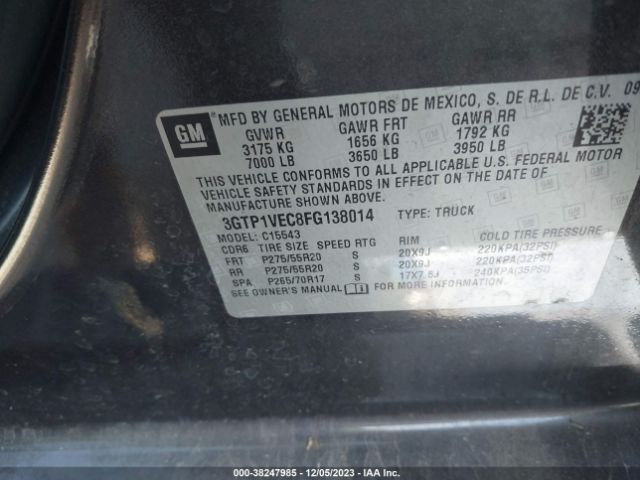 GM
MFD BY GENERAL MOTORS DE MEXICO, S. DE R.L. DE C.V. 09
GVWR GAWR FRT GAWR RR
3175 KG 1656 KG 1792 KG
7000 LB 3650 LB 3950 LB
THIS VEHICLE CONFORMS TO ALL APPLICABLE U.S. FEDERAL MOTOR
VEHICLE SAFETY STANDARDS IN EFFECT ON THE DATE OF
MANUFACTURE SHOWN ABOVE.
3GTP1VEC8FG138014 TYPE: TRUCK
MODEL: C15543
CDR6 TIRE SIZE SPEED RTG RIM COLD TIRE PRESSURE
FRT P275/55R20 S 20X9J 220KPA(32PSI)
RR P275/55R20 S 20X9J 220KPA(32PSI)
SPA P265/70R17 S 17X7.5J 240KPA(35PSI)
SEE OWNER'S MANUAL FOR MORE INFORMATION.
000-38247985 - 12/05/2023 - IAA Inc.